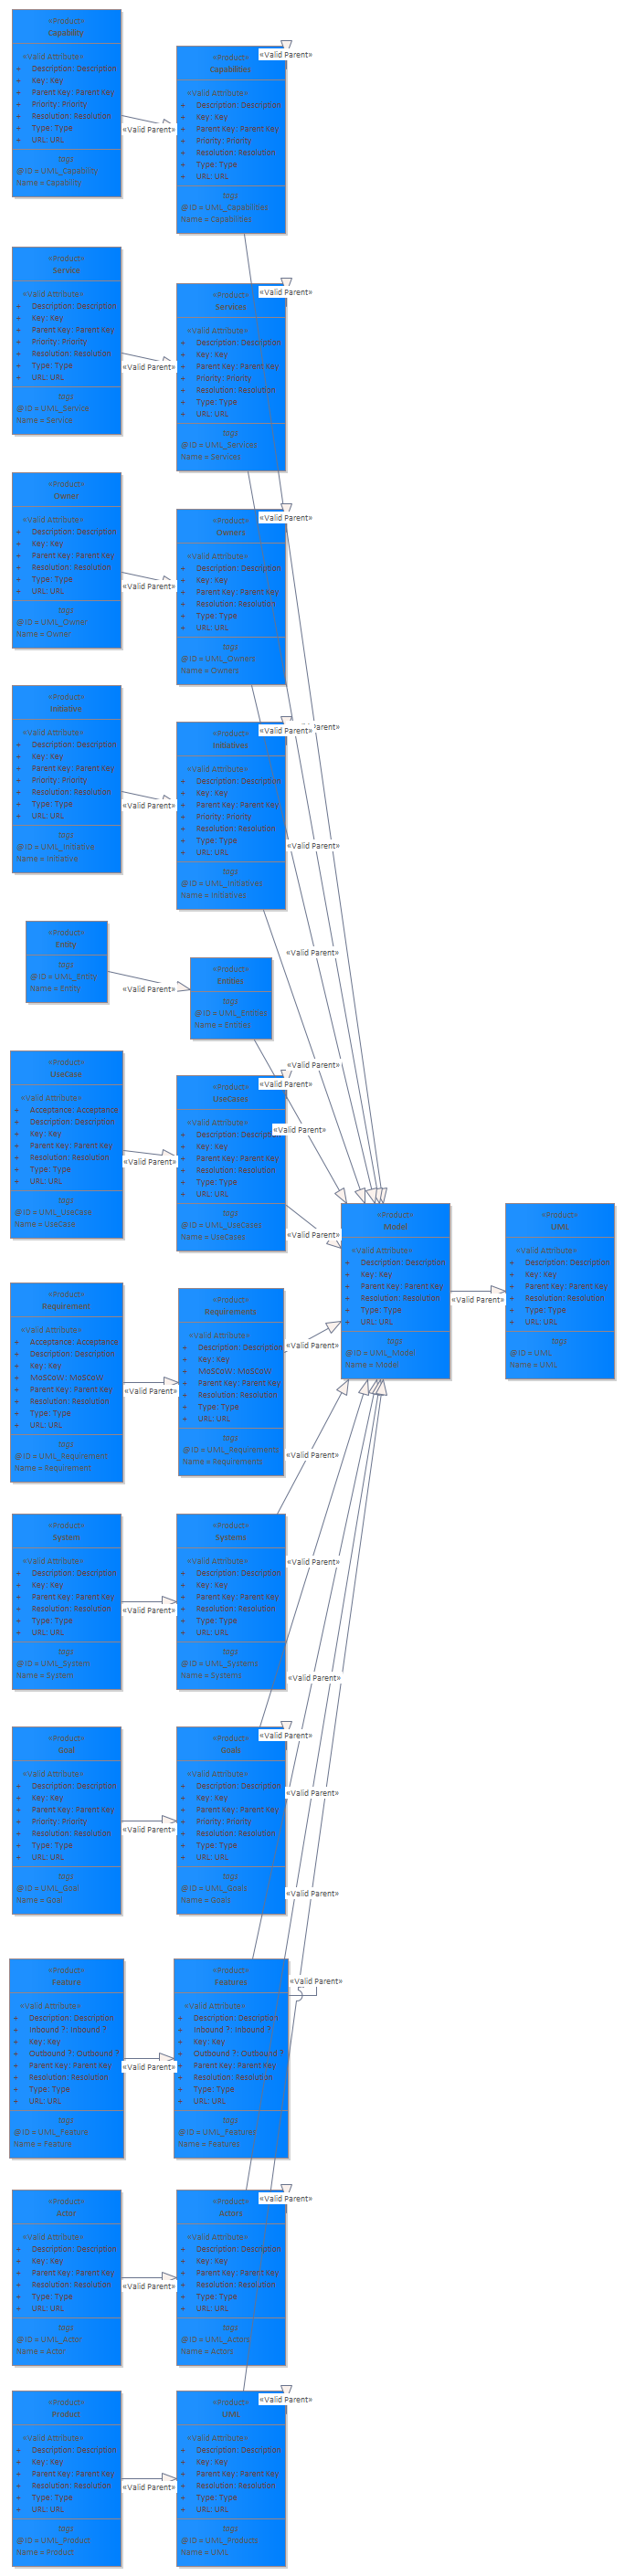 «Product»
Capability
«Valid Attribute»
+ Description: Description
+ Key: Key
+ Parent Key: Parent Key
+ Priority: Priority
+ Resolution: Resolution
+ Type: Type
+ URL: URL
tags
@ID = UML_Capability
Name = Capability
«Valid Parent»
«Product»
Capabilities
«Valid Attribute»
+ Description: Description
+ Key: Key
+ Parent Key: Parent Key
+ Priority: Priority
+ Resolution: Resolution
+ Type: Type
+ URL: URL
tags
@ID = UML_Capabilities
Name = Capabilities
«Valid Parent»
«Product»
Service
«Valid Attribute»
+ Description: Description
+ Key: Key
+ Parent Key: Parent Key
+ Priority: Priority
+ Resolution: Resolution
+ Type: Type
+ URL: URL
tags
@ID = UML_Service
Name = Service
«Valid Parent»
«Product»
Services
«Valid Attribute»
+ Description: Description
+ Key: Key
+ Parent Key: Parent Key
+ Priority: Priority
+ Resolution: Resolution
+ Type: Type
+ URL: URL
tags
@ID = UML_Services
Name = Services
«Valid Parent»
«Product»
Owner
«Valid Attribute»
+ Description: Description
+ Key: Key
+ Parent Key: Parent Key
+ Resolution: Resolution
+ Type: Type
+ URL: URL
tags
@ID = UML_Owner
Name = Owner
«Valid Parent»
«Product»
Owners
«Valid Attribute»
+ Description: Description
+ Key: Key
+ Parent Key: Parent Key
+ Resolution: Resolution
+ Type: Type
+ URL: URL
tags
@ID = UML_Owners
Name = Owners
«Valid Parent»
«Product»
Initiative
«Valid Attribute»
+ Description: Description
+ Key: Key
+ Parent Key: Parent Key
+ Priority: Priority
+ Resolution: Resolution
+ Type: Type
+ URL: URL
tags
@ID = UML_Initiative
Name = Initiative
«Valid Parent»
«Product»
Initiatives
«Valid Attribute»
+ Description: Description
+ Key: Key
+ Parent Key: Parent Key
+ Priority: Priority
+ Resolution: Resolution
+ Type: Type
+ URL: URL
tags
@ID = UML_Initiatives
Name = Initiatives
«Valid Parent»
Parent»
«Valid Parent»
«Valid Parent»
«Product»
Entity
tags
@ID = UML_Entity
Name = Entity
«Valid Parent»
«Product»
Entities
tags
@ID = UML_Entities
Name = Entities
«Valid Parent»
«Product»
UseCase
«Valid Attribute»
+ Acceptance: Acceptance
+ Description: Description
+ Key: Key
+ Parent Key: Parent Key
+ Resolution: Resolution
+ Type: Type
+ URL: URL
tags
@ID = UML_UseCase
Name = UseCase
«Valid Parent»
«Product»
UseCases
«Valid Attribute»
+ Description: Description
+ Key: Key
+ Parent Key: Parent Key
+ Resolution: Resolution
+ Type: Type
+ URL: URL
tags
@ID = UML_UseCases
Name = UseCases
«Valid Parent»
«Valid Parent»
«Valid Parent»
«Product»
Model
«Valid Attribute»
+ Description: Description
+ Key: Key
+ Parent Key: Parent Key
+ Resolution: Resolution
+ Type: Type
+ URL: URL
tags
@ID = UML_Model
Name = Model
«Valid Parent»
«Product»
UML
«Valid Attribute»
+ Description: Description
+ Key: Key
+ Parent Key: Parent Key
+ Resolution: Resolution
+ Type: Type
+ URL: URL
tags
@ID = UML
Name = UML
«Product»
Requirement
«Valid Attribute»
+ Acceptance: Acceptance
+ Description: Description
+ Key: Key
+ MoSCoW: MoSCoW
+ Parent Key: Parent Key
+ Resolution: Resolution
+ Type: Type
+ URL: URL
tags
@ID = UML_Requirement
Name = Requirement
«Valid Parent»
«Product»
Requirements
«Valid Attribute»
+ Description: Description
+ Key: Key
+ MoSCoW: MoSCoW
+ Parent Key: Parent Key
+ Resolution: Resolution
+ Type: Type
+ URL: URL
tags
@ID = UML_Requirements
Name = Requirements
«Valid Parent»
«Valid Parent»
«Product»
System
«Valid Attribute»
+ Description: Description
+ Key: Key
+ Parent Key: Parent Key
+ Resolution: Resolution
+ Type: Type
+ URL: URL
tags
@ID = UML_System
Name = System
«Valid Parent»
«Product»
Systems
«Valid Attribute»
+ Description: Description
+ Key: Key
+ Parent Key: Parent Key
+ Resolution: Resolution
+ Type: Type
+ URL: URL
tags
@ID = UML_Systems
Name = Systems
«Valid Parent»
«Valid Parent»
«Product»
Goal
«Valid Attribute»
+ Description: Description
+ Key: Key
+ Parent Key: Parent Key
+ Priority: Priority
+ Resolution: Resolution
+ Type: Type
+ URL: URL
tags
@ID = UML_Goal
Name = Goal
«Valid Parent»
«Product»
Goals
«Valid Attribute»
+ Description: Description
+ Key: Key
+ Parent Key: Parent Key
+ Priority: Priority
+ Resolution: Resolution
+ Type: Type
+ URL: URL
tags
@ID = UML_Goals
Name = Goals
«Valid Parent»
«Valid Parent»
«Valid Parent»
«Product»
Feature
«Valid Attribute»
+ Description: Description
+ Inbound ?: Inbound ?
+ Key: Key
+ Outbound ?: Outbound ?
+ Parent Key: Parent Key
+ Resolution: Resolution
+ Type: Type
+ URL: URL
tags
@ID = UML_Feature
Name = Feature
«Valid Parent»
«Product»
Features
«Valid Attribute»
+ Description: Description
+ Inbound ?: Inbound ?
+ Key: Key
+ Outbound ?: Outbound ?
+ Parent Key: Parent Key
+ Resolution: Resolution
+ Type: Type
+ URL: URL
tags
@ID = UML_Features
Name = Features
«Valid Parent»
«Product»
Actor
«Valid Attribute»
+ Description: Description
+ Key: Key
+ Parent Key: Parent Key
+ Resolution: Resolution
+ Type: Type
+ URL: URL
tags
@ID = UML_Actor
Name = Actor
«Valid Parent»
«Product»
Actors
«Valid Attribute»
+ Description: Description
+ Key: Key
+ Parent Key: Parent Key
+ Resolution: Resolution
+ Type: Type
+ URL: URL
tags
@ID = UML_Actors
Name = Actors
«Valid Parent»
«Product»
Product
«Valid Attribute»
+ Description: Description
+ Key: Key
+ Parent Key: Parent Key
+ Resolution: Resolution
+ Type: Type
+ URL: URL
tags
@ID = UML_Product
Name = Product
«Valid Parent»
«Product»
UML
«Valid Attribute»
+ Description: Description
+ Key: Key
+ Parent Key: Parent Key
+ Resolution: Resolution
+ Type: Type
+ URL: URL
tags
@ID = UML_Products
Name = UML
«Valid Parent»